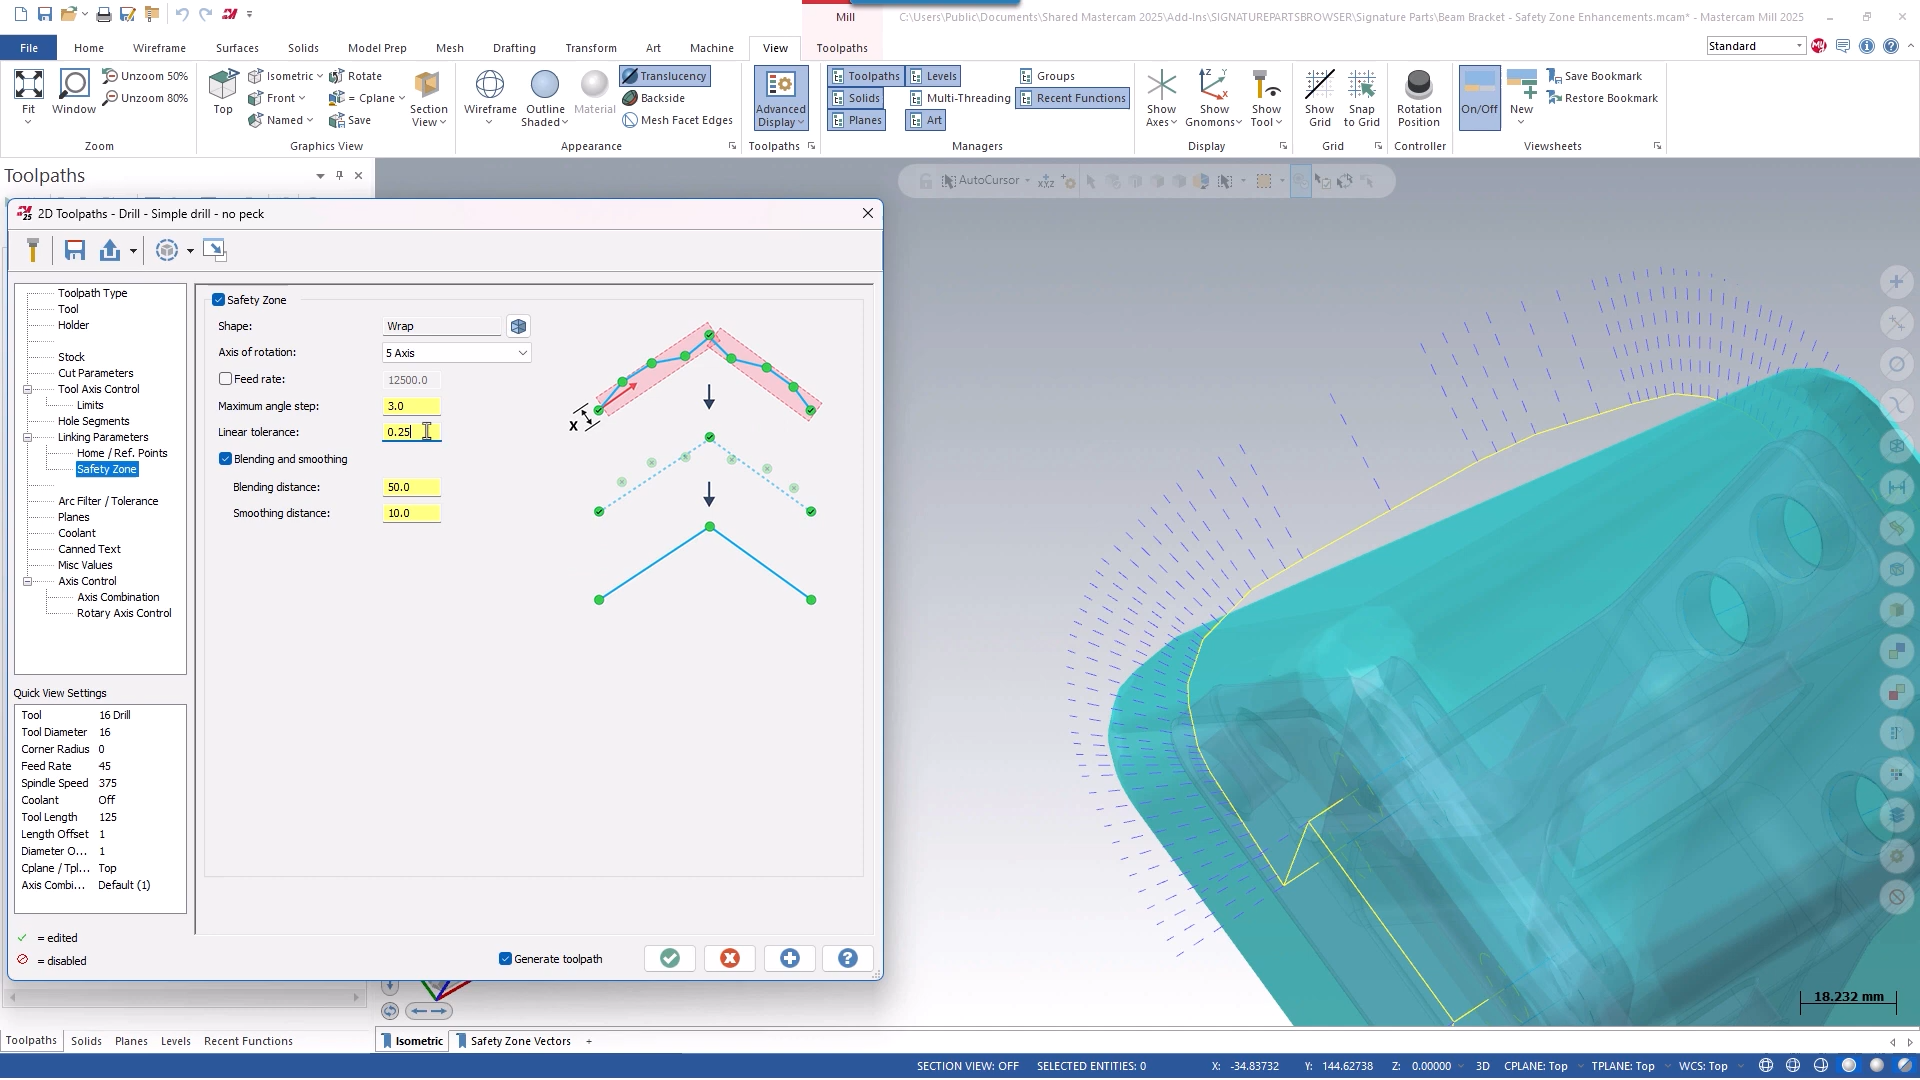 Mill
C:\Users\Public\Documents\Shared Mastercam 2025\Add-Ins\SIGNATUREPARTSBROWSER\Signature Parts\Beam Bracket - Safety Zone Enhancements.mcam* - Mastercam Mill 2025
File Home Wireframe Surfaces Solids Model Prep Mesh Drafting Transform Art Machine View Toolpaths Standard
Fit
Window
Unzoom 50%
Unzoom 80%
Zoom
Top
Isometric
Front
Named
Rotate
= Cplane
Save
Section View
Graphics View
Wireframe
Outline Shaded
Material
Translucency
Backside
Mesh Facet Edges
Appearance
Advanced Display
Toolpaths
Toolpaths
Solids
Planes
Levels
Multi-Threading
Art
Groups
Recent Functions
Managers
Show Axes
Show Gnomons
Show Tool
Display
Show Grid
Snap to Grid
Grid
Rotation Position
Controller
On/Off
New
Save Bookmark
Restore Bookmark
Viewsheets
Toolpaths
AutoCursor
2D Toolpaths - Drill - Simple drill - no peck
Toolpath Type
Tool
Holder
Stock
Cut Parameters
Tool Axis Control
Limits
Hole Segments
Linking Parameters
Home / Ref. Points
Safety Zone
Arc Filter / Tolerance
Planes
Coolant
Canned Text
Misc Values
Axis Control
Axis Combination
Rotary Axis Control
Safety Zone
Shape: Wrap
Axis of rotation: 5 Axis
Feed rate: 12500.0
Maximum angle step: 3.0
Linear tolerance: 0.25
Blending and smoothing
Blending distance: 50.0
Smoothing distance: 10.0
X
Quick View Settings
Tool 16 Drill
Tool Diameter 16
Corner Radius 0
Feed Rate 45
Spindle Speed 375
Coolant Off
Tool Length 125
Length Offset 1
Diameter O... 1
Cplane / Tpl... Top
Axis Combi... Default (1)
= edited
= disabled
Generate toolpath
18.232 mm
Toolpaths Solids Planes Levels Recent Functions
Isometric Safety Zone Vectors +
SECTION VIEW: OFF SELECTED ENTITIES: 0 X: -34.83732 Y: 144.62738 Z: 0.00000 3D CPLANE: Top TPLANE: Top WCS: Top